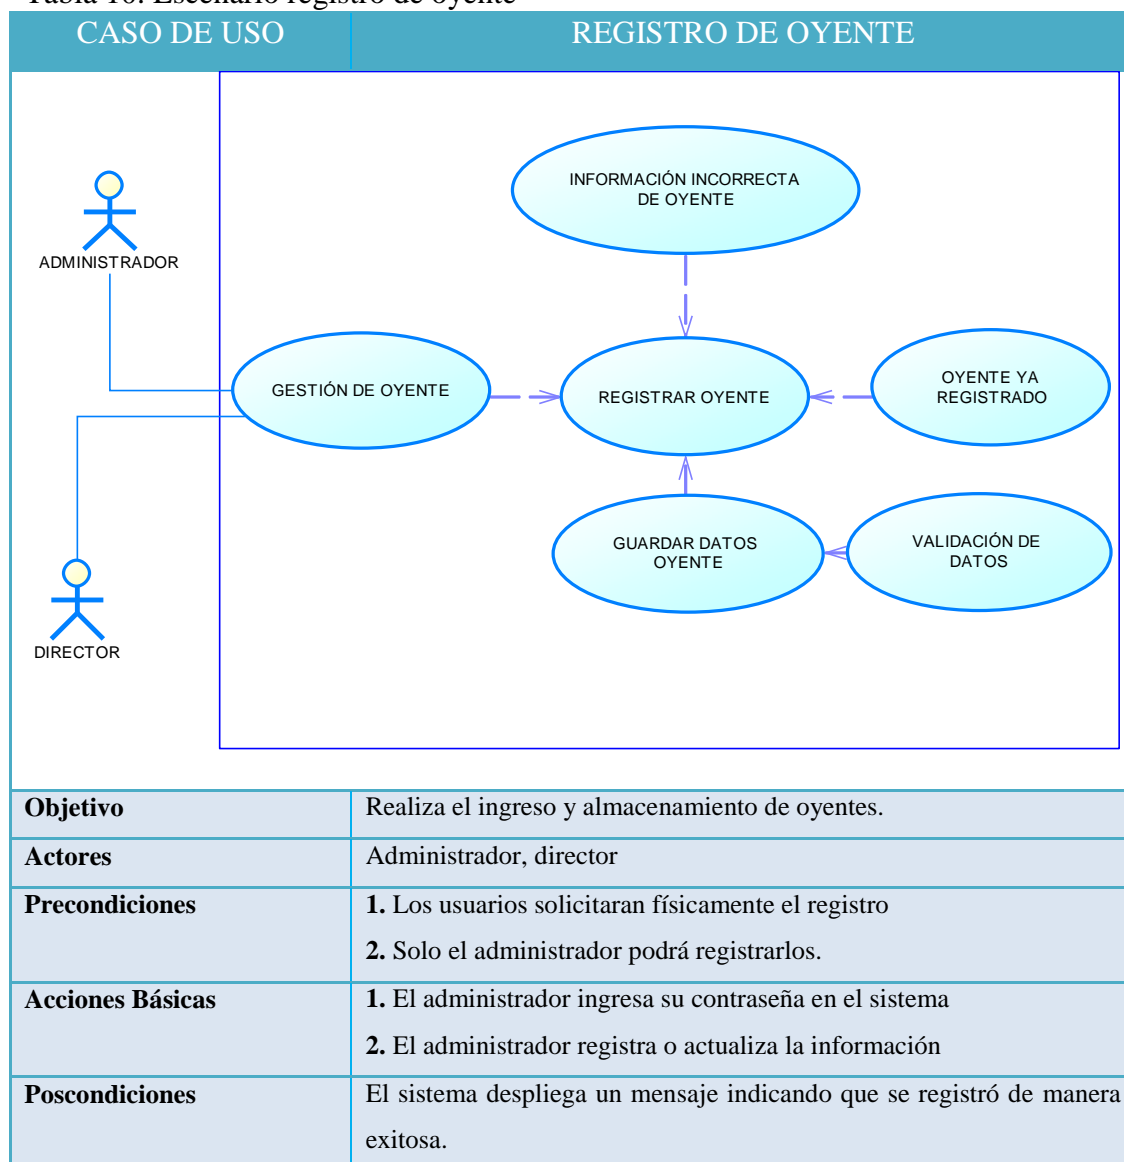 Tabla 16. Escenario registro de oyente
CASO DE USO
REGISTRO DE OYENTE
INFORMACIÓN INCORRECTA
DE OYENTE
ADMINISTRADOR
GESTIÓN DE OYENTE
REGISTRAR OYENTE
OYENTE YA
REGISTRADO
GUARDAR DATOS
OYENTE
VALIDACIÓN DE
DATOS
DIRECTOR
Objetivo
Realiza el ingreso y almacenamiento de oyentes.
Actores
Administrador, director
Precondiciones
1. Los usuarios solicitaran físicamente el registro
2. Solo el administrador podrá registrarlos.
Acciones Básicas
1. El administrador ingresa su contraseña en el sistema
2. El administrador registra o actualiza la información
Poscondiciones
El sistema despliega un mensaje indicando que se registró de manera
exitosa.